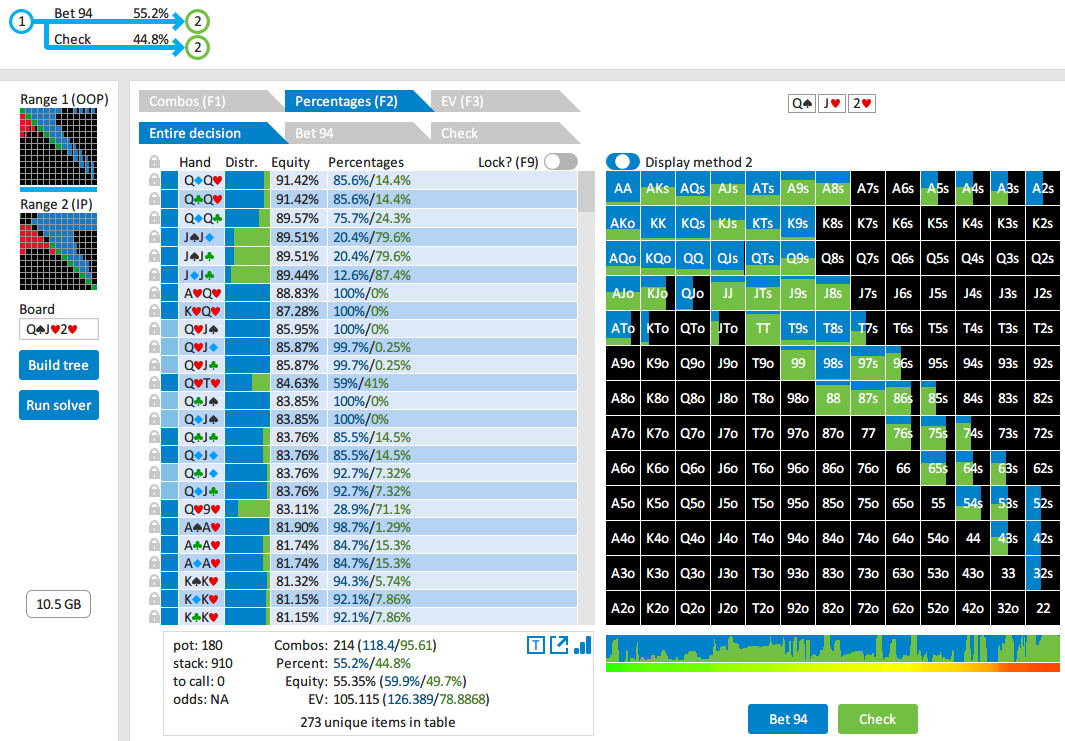 1 Bet 94 55.2% 2
Check 44.8% 2
Range 1 (OOP)
Range 2 (IP)
Board
Q♠J♥2♥
Build tree
Run solver
10.5 GB
Combos (F1) Percentages (F2) EV (F3)
Entire decision Bet 94 Check
Hand Distr. Equity Percentages Lock? (F9)
Q♦Q♥ 91.42% 85.6%/14.4%
Q♣Q♥ 91.42% 85.6%/14.4%
Q♦Q♣ 89.57% 75.7%/24.3%
J♠J♦ 89.51% 20.4%/79.6%
J♠J♣ 89.51% 20.4%/79.6%
J♦J♣ 89.44% 12.6%/87.4%
A♥Q♥ 88.83% 100%/0%
K♥Q♥ 87.28% 100%/0%
Q♥J♠ 85.95% 100%/0%
Q♥J♦ 85.87% 99.7%/0.25%
Q♥J♣ 85.87% 99.7%/0.25%
Q♥T♥ 84.63% 59%/41%
Q♣J♠ 83.85% 100%/0%
Q♦J♠ 83.85% 100%/0%
Q♣J♣ 83.76% 85.5%/14.5%
Q♦J♦ 83.76% 85.5%/14.5%
Q♣J♦ 83.76% 92.7%/7.32%
Q♦J♣ 83.76% 92.7%/7.32%
Q♥9♥ 83.11% 28.9%/71.1%
A♠A♥ 81.90% 98.7%/1.29%
A♣A♥ 81.74% 84.7%/15.3%
A♦A♥ 81.74% 84.7%/15.3%
K♠K♥ 81.32% 94.3%/5.74%
K♦K♥ 81.15% 92.1%/7.86%
K♣K♥ 81.15% 92.1%/7.86%
pot: 180 Combos: 214 (118.4/95.61) T
stack: 910 Percent: 55.2%/44.8%
to call: 0 Equity: 55.35% (59.9%/49.7%)
odds: NA EV: 105.115 (126.389/78.8868)
273 unique items in table
Q♠ J♥ 2♥
Display method 2
AA AKs AQs AJs ATs A9s A8s A7s A6s A5s A4s A3s A2s
AKo KK KQs KJs KTs K9s K8s K7s K6s K5s K4s K3s K2s
AQo KQo QQ QJs QTs Q9s Q8s Q7s Q6s Q5s Q4s Q3s Q2s
AJo KJo QJo JJ JTs J9s J8s J7s J6s J5s J4s J3s J2s
ATo KTo QTo JTo TT T9s T8s T7s T6s T5s T4s T3s T2s
A9o K9o Q9o J9o T9o 99 98s 97s 96s 95s 94s 93s 92s
A8o K8o Q8o J8o T8o 98o 88 87s 86s 85s 84s 83s 82s
A7o K7o Q7o J7o T7o 97o 87o 77 76s 75s 74s 73s 72s
A6o K6o Q6o J6o T6o 96o 86o 76o 66 65s 64s 63s 62s
A5o K5o Q5o J5o T5o 95o 85o 75o 65o 55 54s 53s 52s
A4o K4o Q4o J4o T4o 94o 84o 74o 64o 54o 44 43s 42s
A3o K3o Q3o J3o T3o 93o 83o 73o 63o 53o 43o 33 32s
A2o K2o Q2o J2o T2o 92o 82o 72o 62o 52o 42o 32o 22
Bet 94 Check